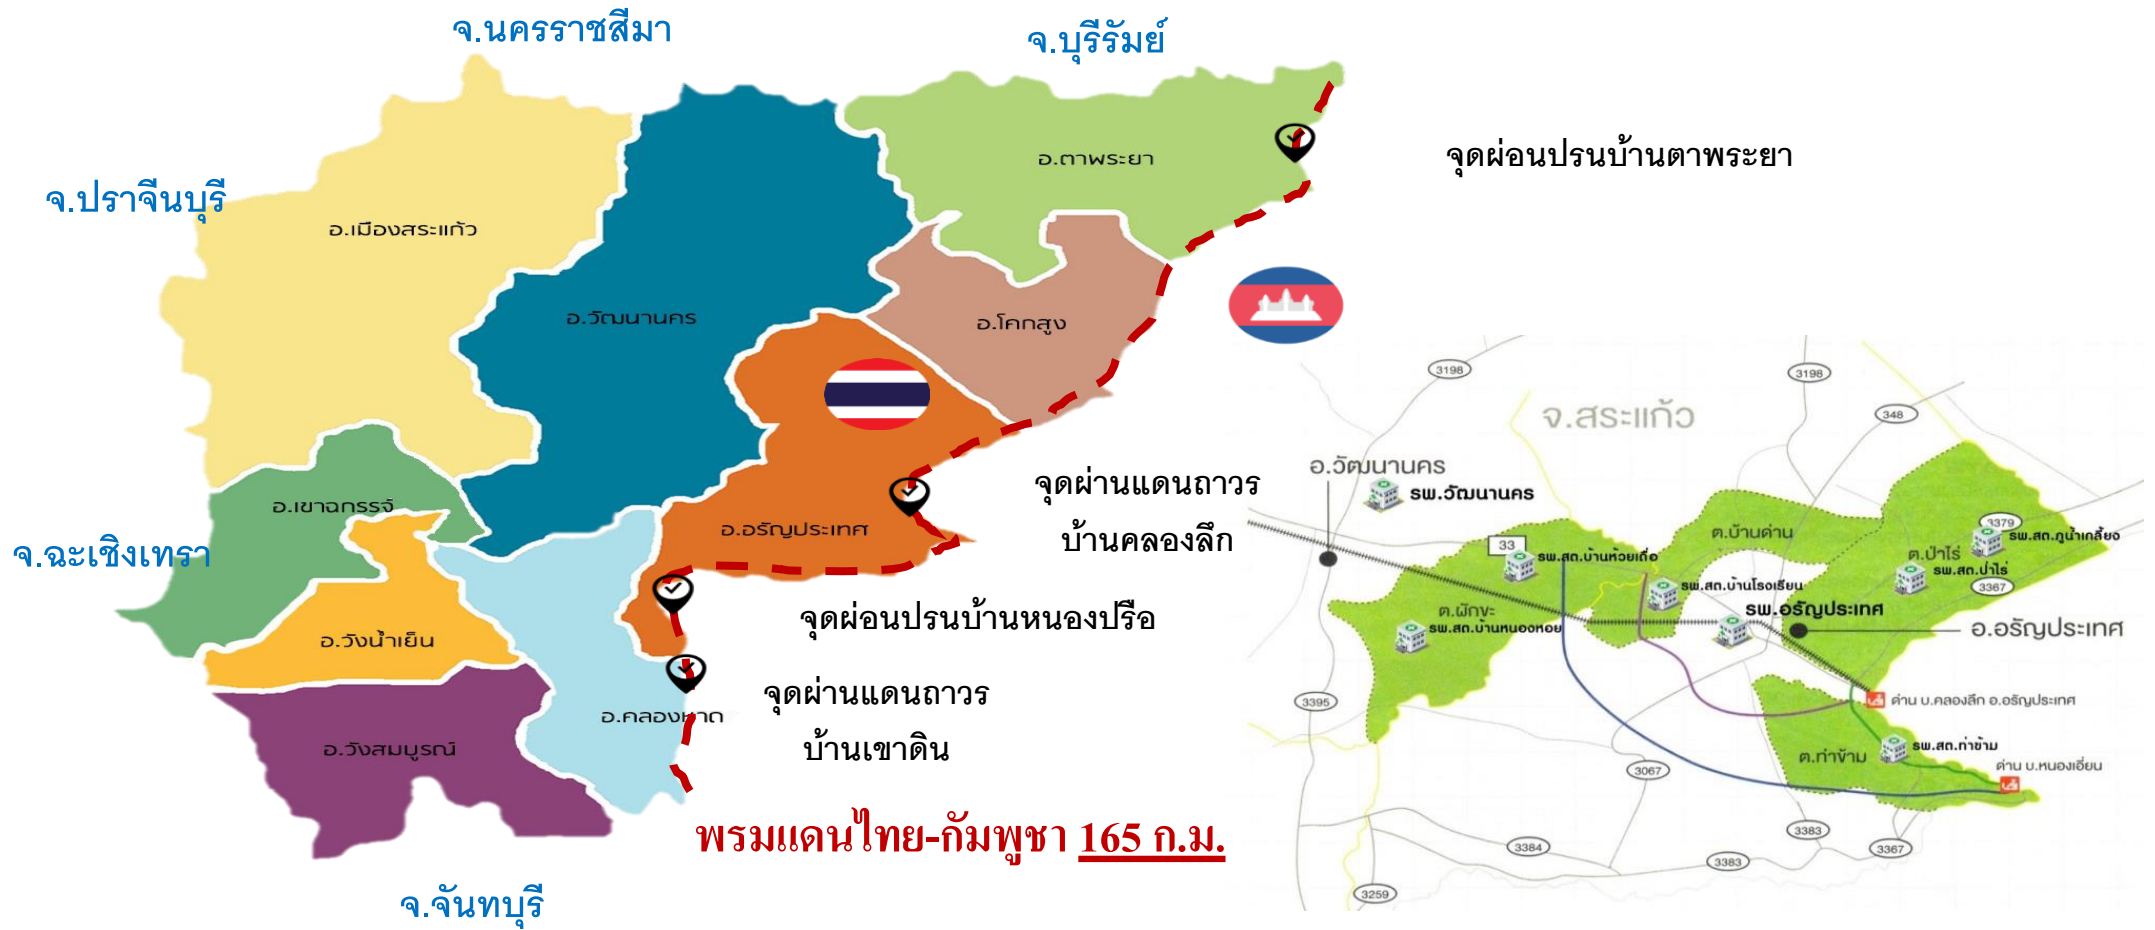 จ.นครราชสีมา
จ.บุรีรัมย์
จ.ปราจีนบุรี
จ.ฉะเชิงเทรา
จ.จันทบุรี
อ.เมืองสระแก้ว
อ.วัฒนานคร
อ.ตาพระยา
อ.โคกสูง
อ.อรัญประเทศ
อ.เขาฉกรรจ์
อ.วังน้ำเย็น
อ.คลองหาด
อ.วังสมบูรณ์
จุดผ่อนปรนบ้านตาพระยา
จุดผ่านแดนถาวร
บ้านคลองลึก
จุดผ่อนปรนบ้านหนองปรือ
จุดผ่านแดนถาวร
บ้านเขาดิน
พรมแดนไทย-กัมพูชา 165 ก.ม.
3198
3198
จ.สระแก้ว
348
อ.วัฒนานคร
รพ.วัฒนานคร
33
รพ.สต.บ้านห้วยเดื่อ
ต.บ้านด่าน
3379
รพ.สต.ภูน้ำเกลี้ยง
ต.ป่าไร่
รพ.สต.ป่าไร่
3367
รพ.สต.บ้านโรงเรียน
ต.ผักขะ
รพ.สต.บ้านหนองหอย
รพ.อรัญประเทศ
อ.อรัญประเทศ
3395
ด่าน บ.คลองลึก อ.อรัญประเทศ
ต.ท่าข้าม
รพ.สต.ท่าข้าม
ด่าน บ.หนองเอี่ยน
3067
3383
3384
3383
3367
3259